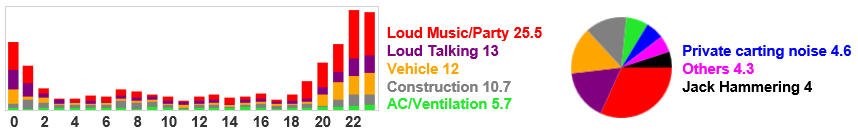 0 2 4 6 8 10 12 14 16 18 20 22
Loud Music/Party 25.5
Loud Talking 13
Vehicle 12
Construction 10.7
AC/Ventilation 5.7
Private carting noise 4.6
Others 4.3
Jack Hammering 4